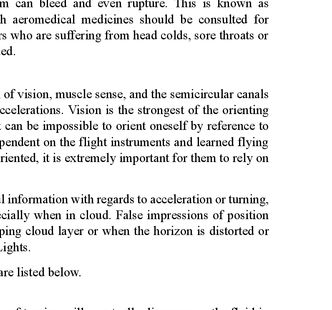 m can bleed and even rupture. This is known as
h aeromedical medicines should be consulted for
rs who are suffering from head colds, sore throats or
ed.
of vision, muscle sense, and the semicircular canals
ccelerations. Vision is the strongest of the orienting
can be impossible to orient oneself by reference to
pendent on the flight instruments and learned flying
riented, it is extremely important for them to rely on
l information with regards to acceleration or turning,
ecially when in cloud. False impressions of position
ping cloud layer or when the horizon is distorted or
Lights.
are listed below.